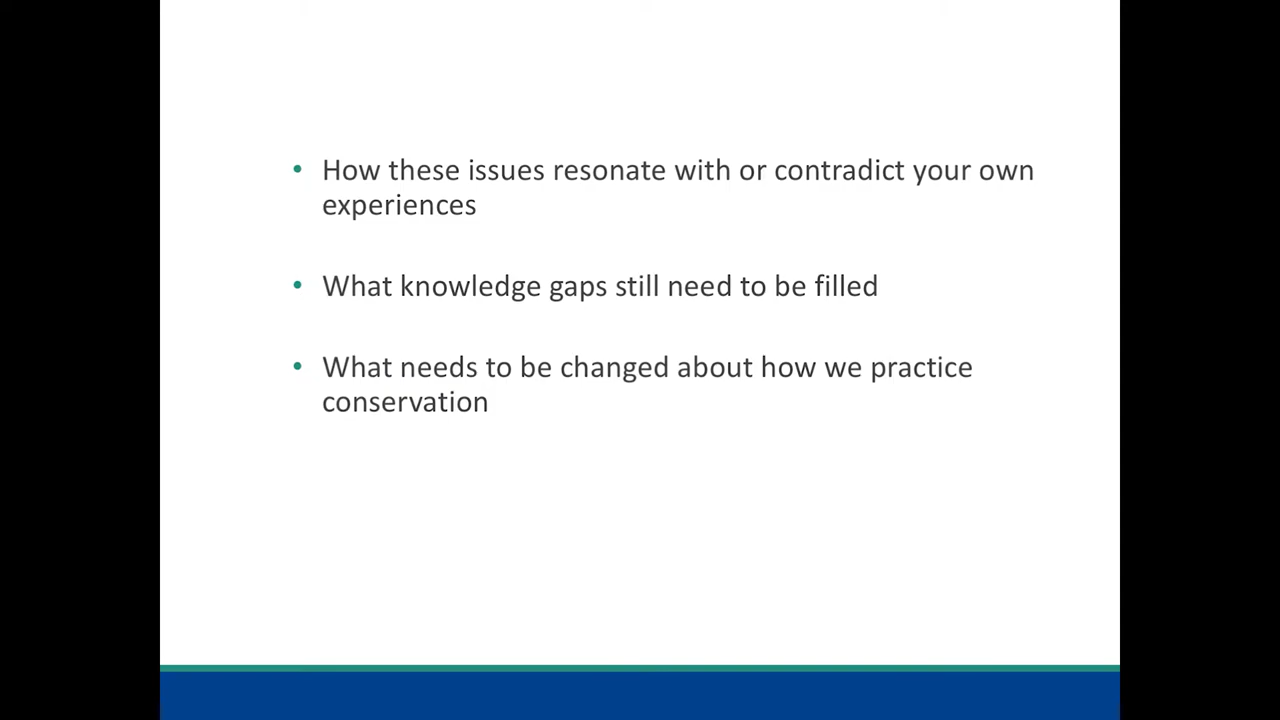 • How these issues resonate with or contradict your own
experiences
• What knowledge gaps still need to be filled
• What needs to be changed about how we practice
conservation